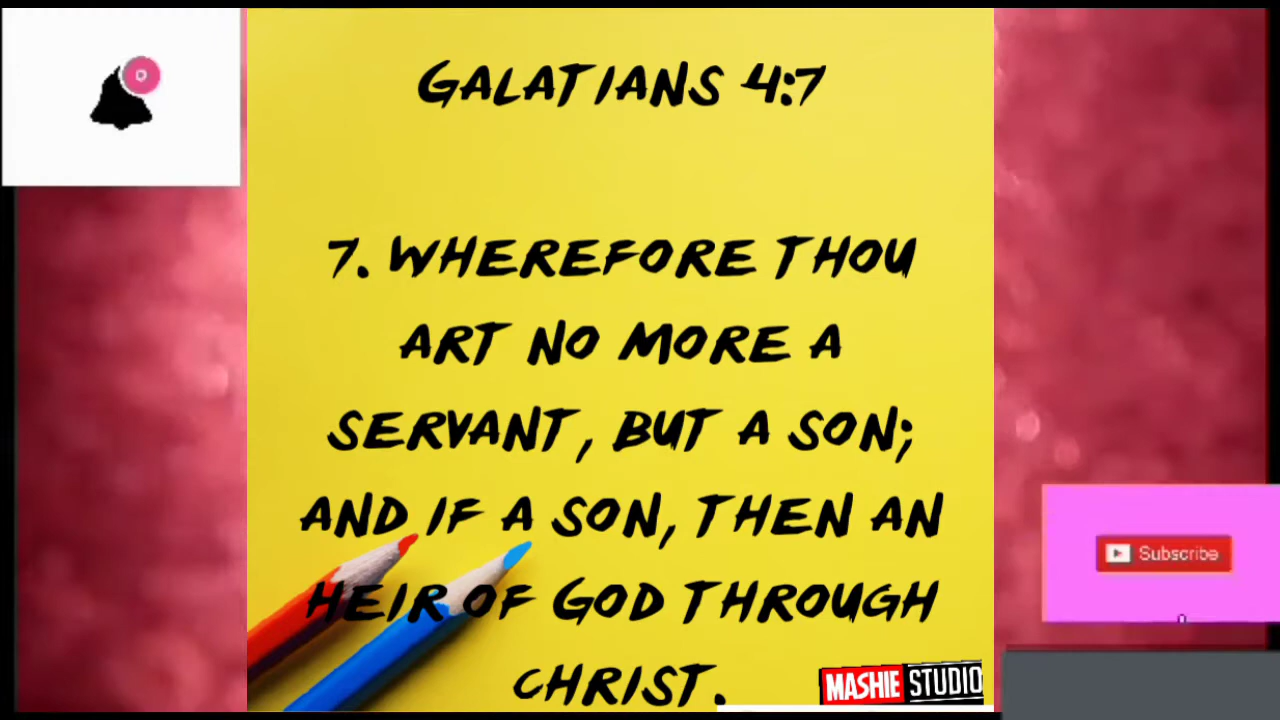 GALATIANS 4:7
7. WHEREFORE THOU
ART NO MORE A
SERVANT, BUT A SON;
AND IF A SON, THEN AN
HEIR OF GOD THROUGH
CHRIST.
MASHIE STUDIO
Subscribe
0